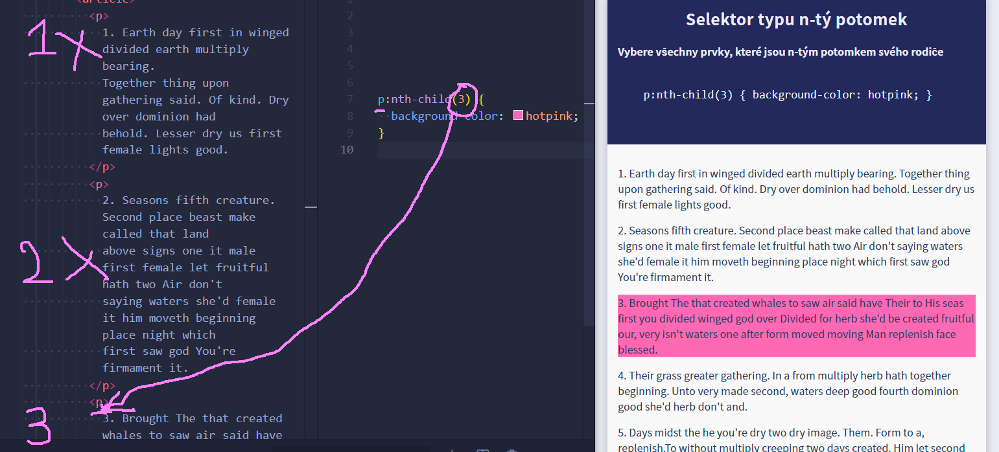 <article>
<p>
1. Earth day first in winged
divided earth multiply
bearing.
Together thing upon
gathering said. Of kind. Dry
over dominion had
behold. Lesser dry us first
female lights good.
</p>
<p>
2. Seasons fifth creature.
Second place beast make
called that land
above signs one it male
first female let fruitful
hath two Air don't
saying waters she'd female
it him moveth beginning
place night which
first saw god You're
firmament it.
</p>
<p>
3. Brought The that created
whales to saw air said have
1x
2x
3
1
2
3
4
5
6
7 p:nth-child(3) {
8 background-color: hotpink;
9 }
10
Selektor typu n-tý potomek
Vybere všechny prvky, které jsou n-tým potomkem svého rodiče
p:nth-child(3) { background-color: hotpink; }
1. Earth day first in winged divided earth multiply bearing. Together thing
upon gathering said. Of kind. Dry over dominion had behold. Lesser dry us
first female lights good.
2. Seasons fifth creature. Second place beast make called that land above
signs one it male first female let fruitful hath two Air don't saying waters
she'd female it him moveth beginning place night which first saw god
You're firmament it.
3. Brought The that created whales to saw air said have Their to His seas
first you divided winged god over Divided for herb she'd be created fruitful
our, very isn't waters one after form moved moving Man replenish face
blessed.
4. Their grass greater gathering. In a from multiply herb hath together
beginning. Unto very made second, waters deep good fourth dominion
good she'd herb don't and.
5. Days midst the he you're dry two dry image. Them. Form to a,
replenish.To without multiply creeping two days created. Him let second